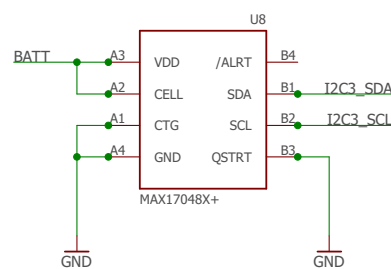 U8
BATT A3 VDD /ALRT B4
A2 CELL SDA B1 I2C3_SDA
A1 CTG SCL B2 I2C3_SCL
A4 GND QSTRT B3
MAX17048X+
GND GND